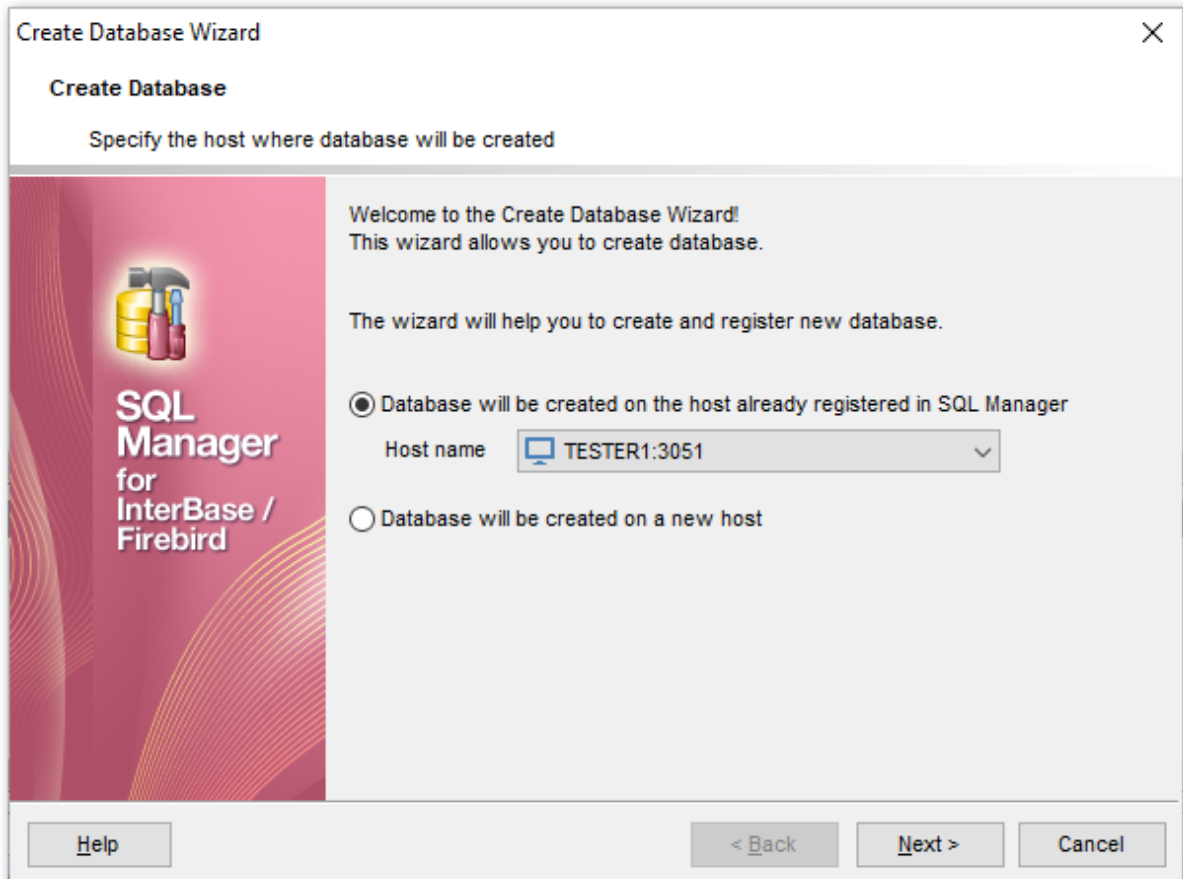 Create Database Wizard
Create Database
Specify the host where database will be created
Welcome to the Create Database Wizard!
This wizard allows you to create database.
The wizard will help you to create and register new database.
SQL
Manager
for
InterBase /
Firebird
Database will be created on the host already registered in SQL Manager
Host name TESTER1:3051
Database will be created on a new host
Help < Back Next > Cancel